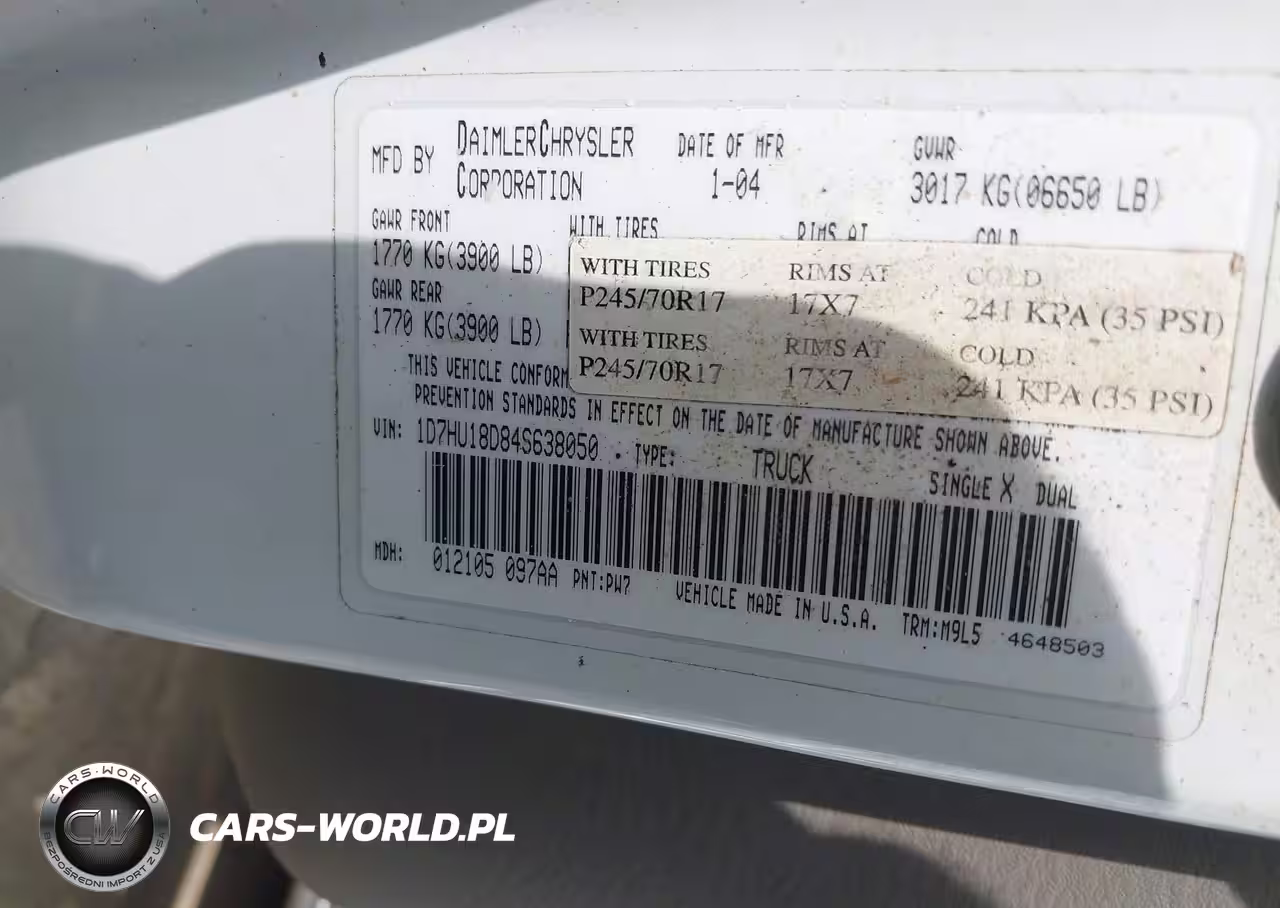 MFD BY DAIMLERCHRYSLER CORPORATION
DATE OF MFR 1-04
GVWR 3017 KG(06650 LB)
GAWR FRONT WITH TIRES RIMS AT COLD
1770 KG(3900 LB)
WITH TIRES RIMS AT COLD
P245/70R17 17X7 241 KPA (35 PSI)
GAWR REAR
1770 KG(3900 LB)
WITH TIRES RIMS AT COLD
P245/70R17 17X7 241 KPA (35 PSI)
THIS VEHICLE CONFORM
PREVENTION STANDARDS IN EFFECT ON THE DATE OF MANUFACTURE SHOWN ABOVE.
VIN: 1D7HU18D84S638050 TYPE: TRUCK SINGLE X DUAL
MDH: 012105 097AA PNT:PW7 VEHICLE MADE IN U.S.A. TRM:M9L5 4648503
CARS-WORLD
CW
BEZPOŚREDNI IMPORT Z USA
CARS-WORLD.PL